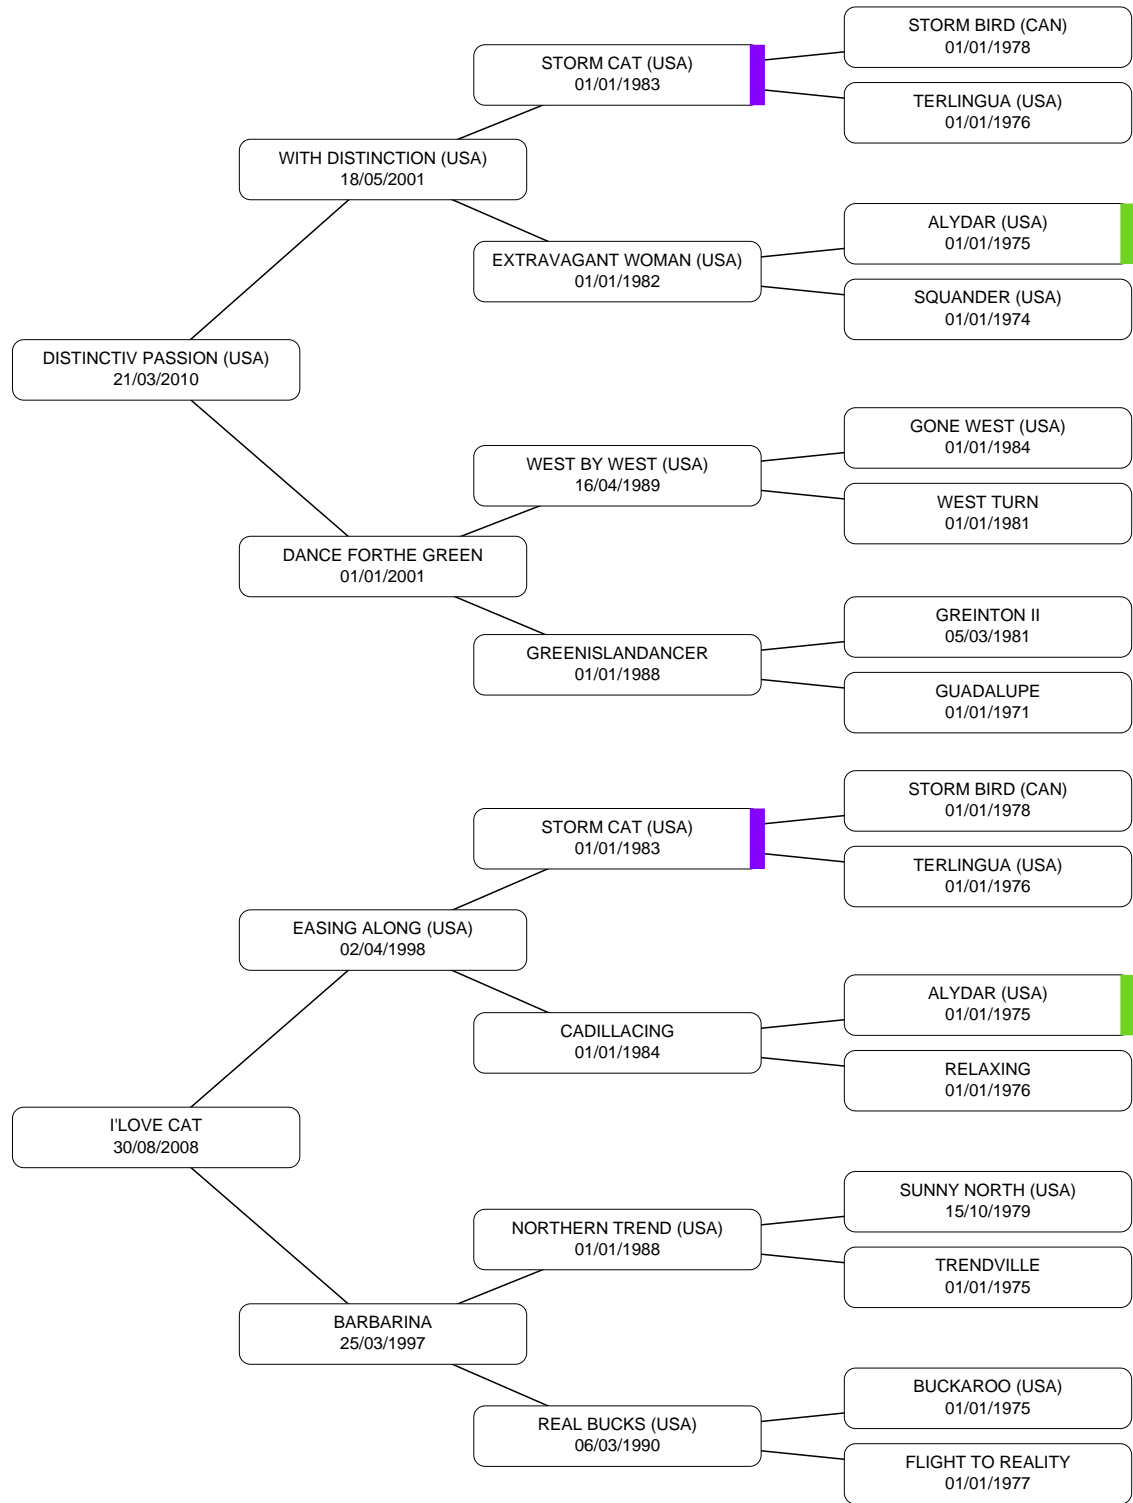 STORM BIRD (CAN)
01/01/1978
STORM CAT (USA)
01/01/1983
TERLINGUA (USA)
01/01/1976
WITH DISTINCTION (USA)
18/05/2001
ALYDAR (USA)
01/01/1975
EXTRAVAGANT WOMAN (USA)
01/01/1982
SQUANDER (USA)
01/01/1974
DISTINCTIV PASSION (USA)
21/03/2010
GONE WEST (USA)
01/01/1984
WEST BY WEST (USA)
16/04/1989
WEST TURN
01/01/1981
DANCE FORTHE GREEN
01/01/2001
GREINTON II
05/03/1981
GREENISLANDANCER
01/01/1988
GUADALUPE
01/01/1971
STORM BIRD (CAN)
01/01/1978
STORM CAT (USA)
01/01/1983
TERLINGUA (USA)
01/01/1976
EASING ALONG (USA)
02/04/1998
ALYDAR (USA)
01/01/1975
CADILLACING
01/01/1984
RELAXING
01/01/1976
I'LOVE CAT
30/08/2008
SUNNY NORTH (USA)
15/10/1979
NORTHERN TREND (USA)
01/01/1988
TRENDVILLE
01/01/1975
BARBARINA
25/03/1997
BUCKAROO (USA)
01/01/1975
REAL BUCKS (USA)
06/03/1990
FLIGHT TO REALITY
01/01/1977